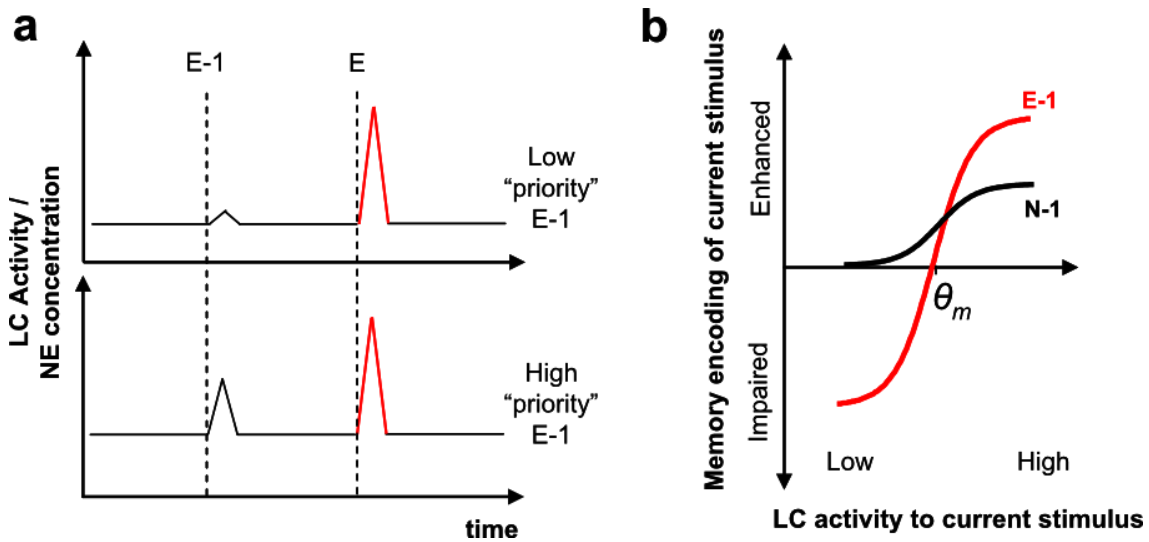 a
E-1
E
Low
"priority"
E-1
High
"priority"
E-1
LC Activity /
NE concentration
time
b
Memory encoding of current stimulus
Enhanced
Impaired
E-1
N-1
θm
Low
High
LC activity to current stimulus